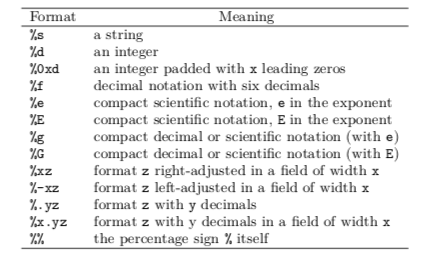 Format Meaning
%s a string
%d an integer
%0xd an integer padded with x leading zeros
%f decimal notation with six decimals
%e compact scientific notation, e in the exponent
%E compact scientific notation, E in the exponent
%g compact decimal or scientific notation (with e)
%G compact decimal or scientific notation (with E)
%xz format z right-adjusted in a field of width x
%-xz format z left-adjusted in a field of width x
%.yz format z with y decimals
%x.yz format z with y decimals in a field of width x
%% the percentage sign % itself